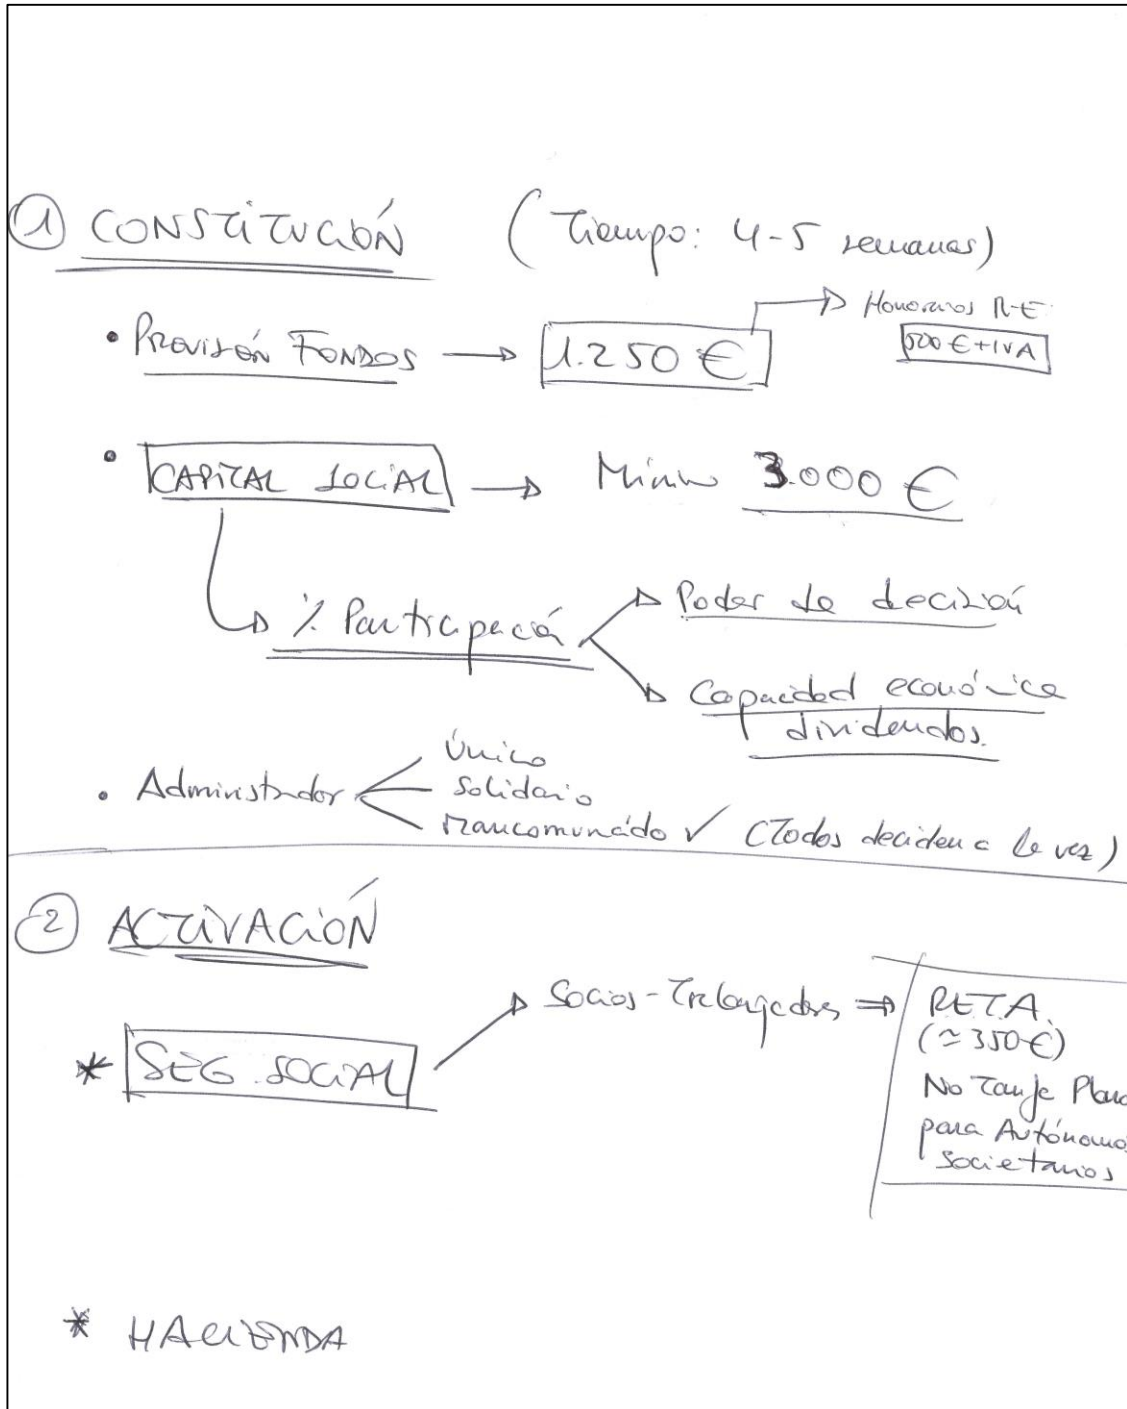 ① CONSTITUCIÓN (Tiempo: 4-5 semanas)
• PROVISIÓN FONDOS → 1.250 € → Honorarios R-E:
500 € + IVA
• CAPITAL SOCIAL → Mínimo 3.000 €
% Participación → Poder de decisión
→ Capacidad económica
dividendos.
• Administrador Único
Solidario
Mancomunado ✓ (Todos deciden a la vez)
② ACTIVACIÓN
* SEG. SOCIAL → Socios-Trabajadores ⇒ R.E.T.A.
(≃ 350 €)
No Tarifa Plana
para Autónomos
Societarios
* HACIENDA